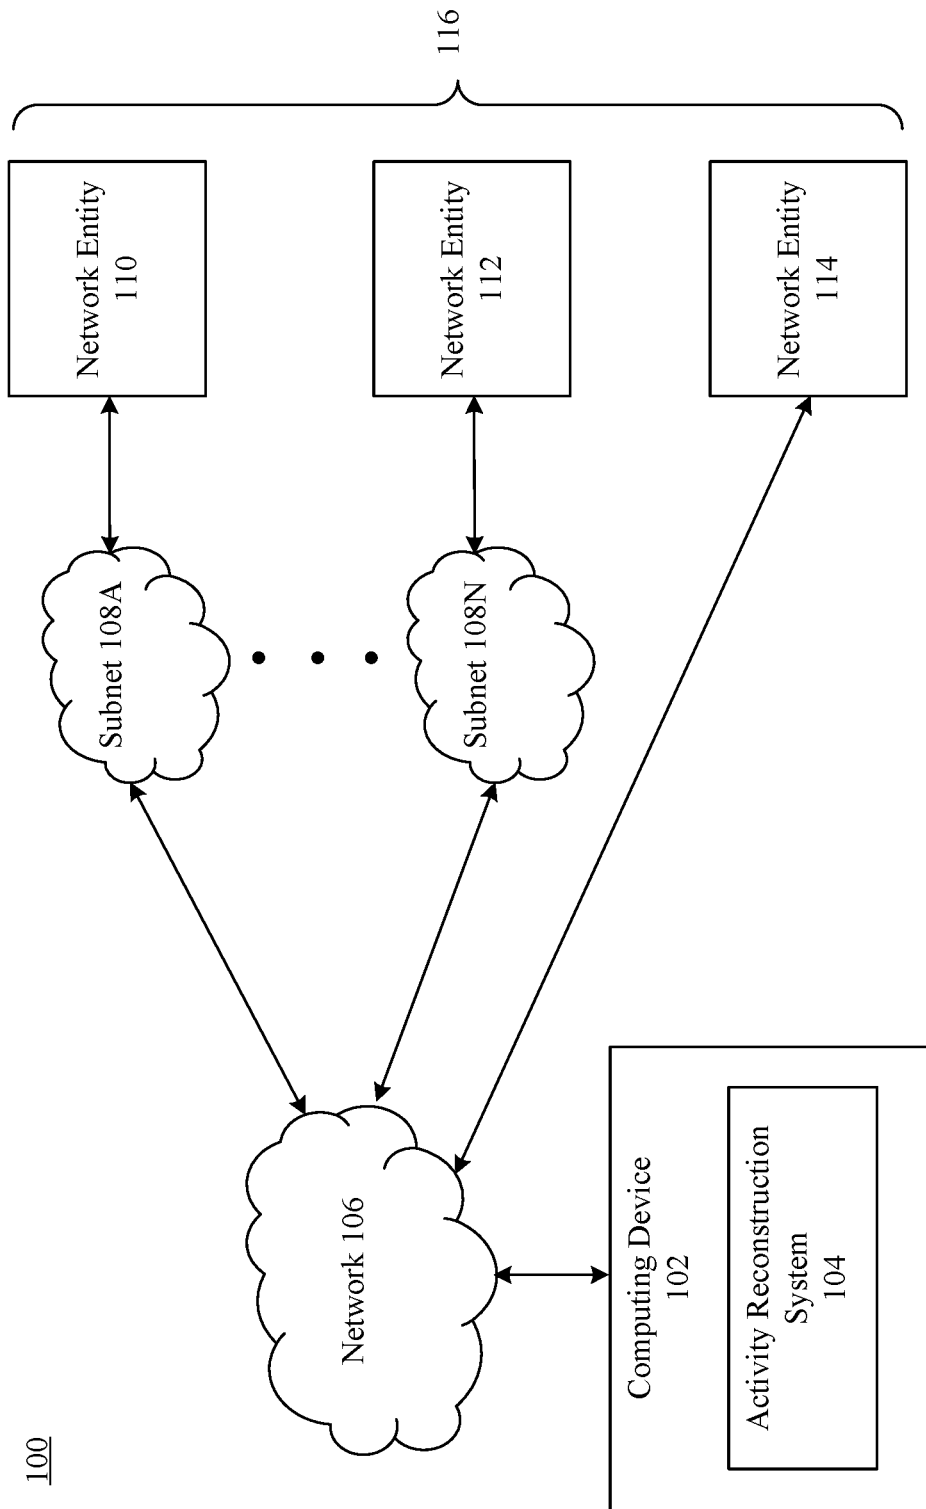 100
Network 106
Computing Device
102
Activity Reconstruction
System
104
Subnet 108A
Subnet 108N
Network Entity
110
Network Entity
112
Network Entity
114
116